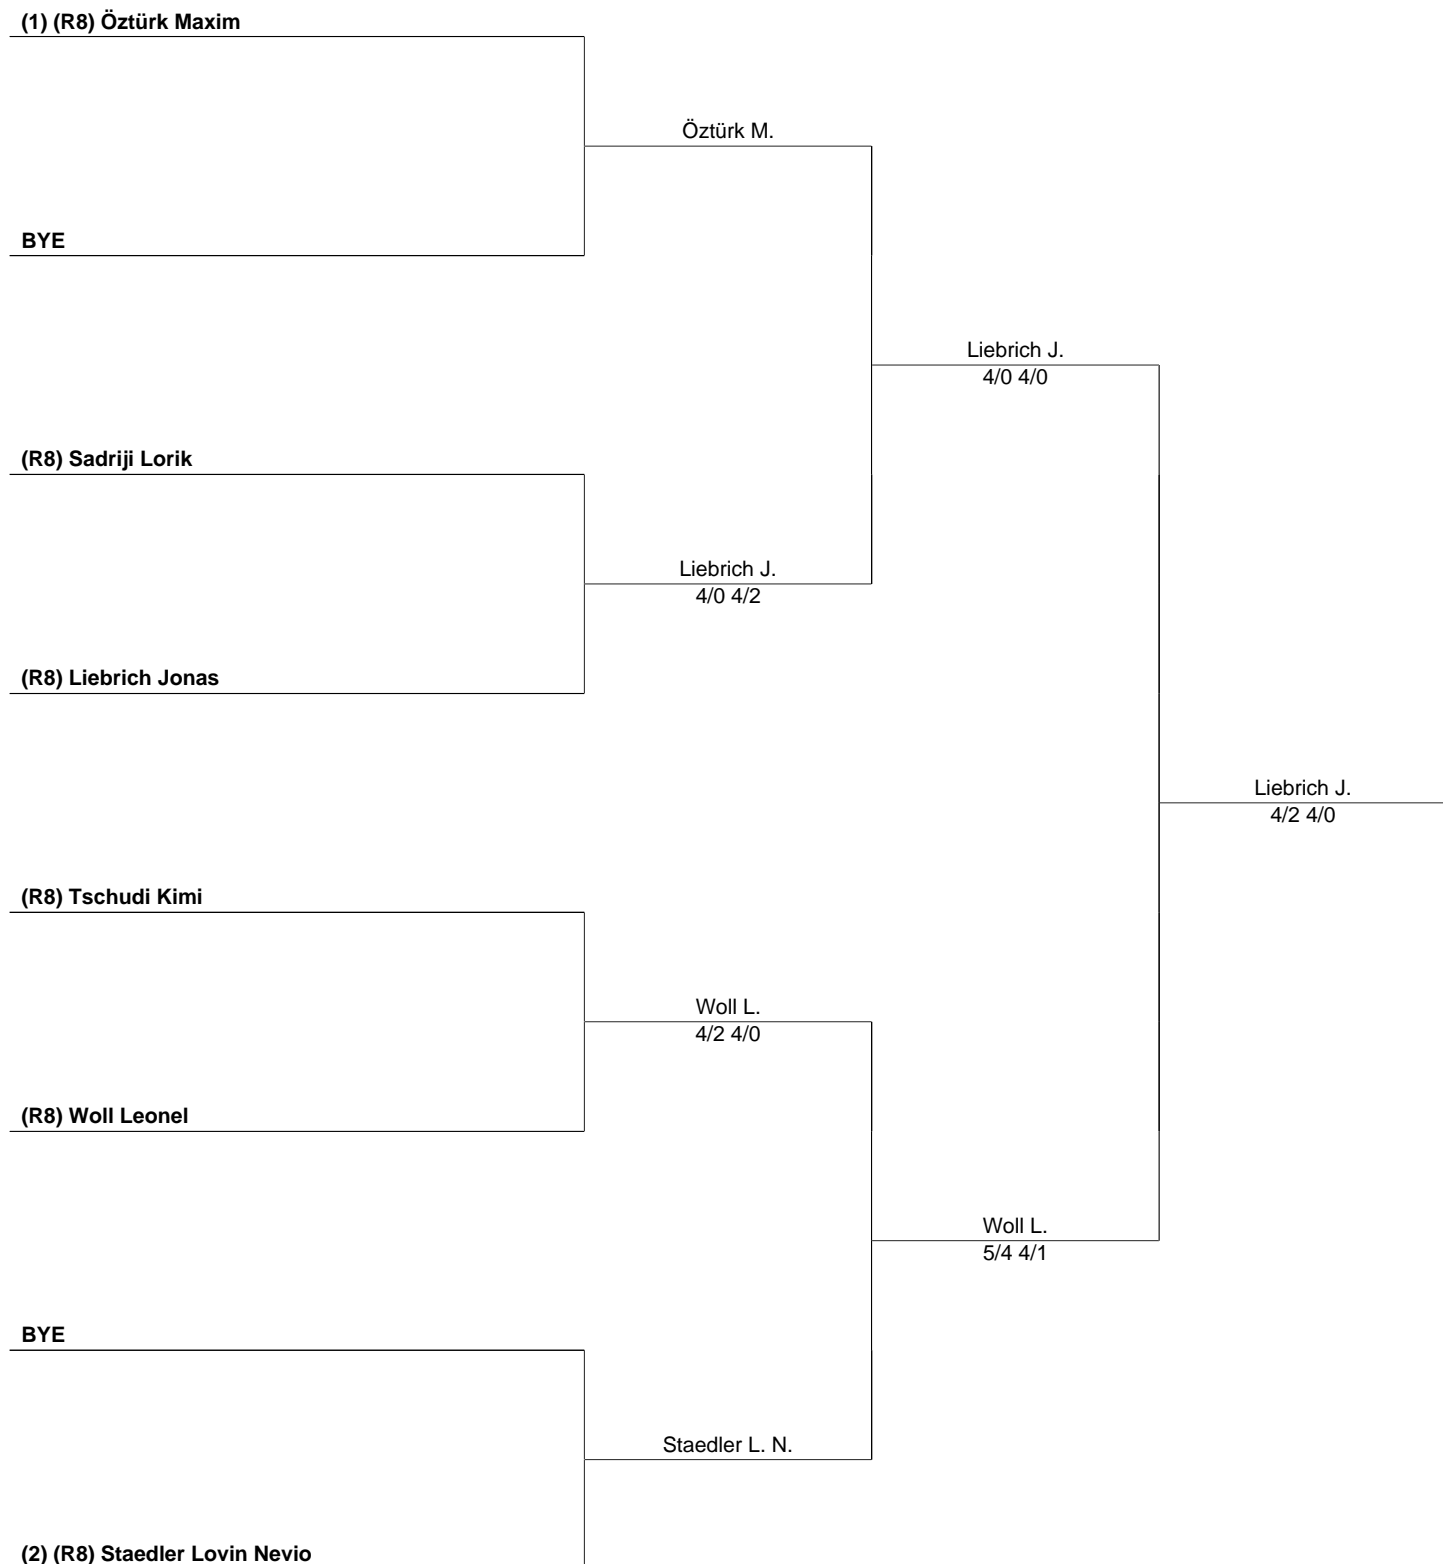 (1) (R8) Öztürk Maxim
Öztürk M.
BYE
Liebrich J.
4/0 4/0
(R8) Sadriji Lorik
Liebrich J.
4/0 4/2
(R8) Liebrich Jonas
Liebrich J.
4/2 4/0
(R8) Tschudi Kimi
Woll L.
4/2 4/0
(R8) Woll Leonel
Woll L.
5/4 4/1
BYE
Staedler L. N.
(2) (R8) Staedler Lovin Nevio